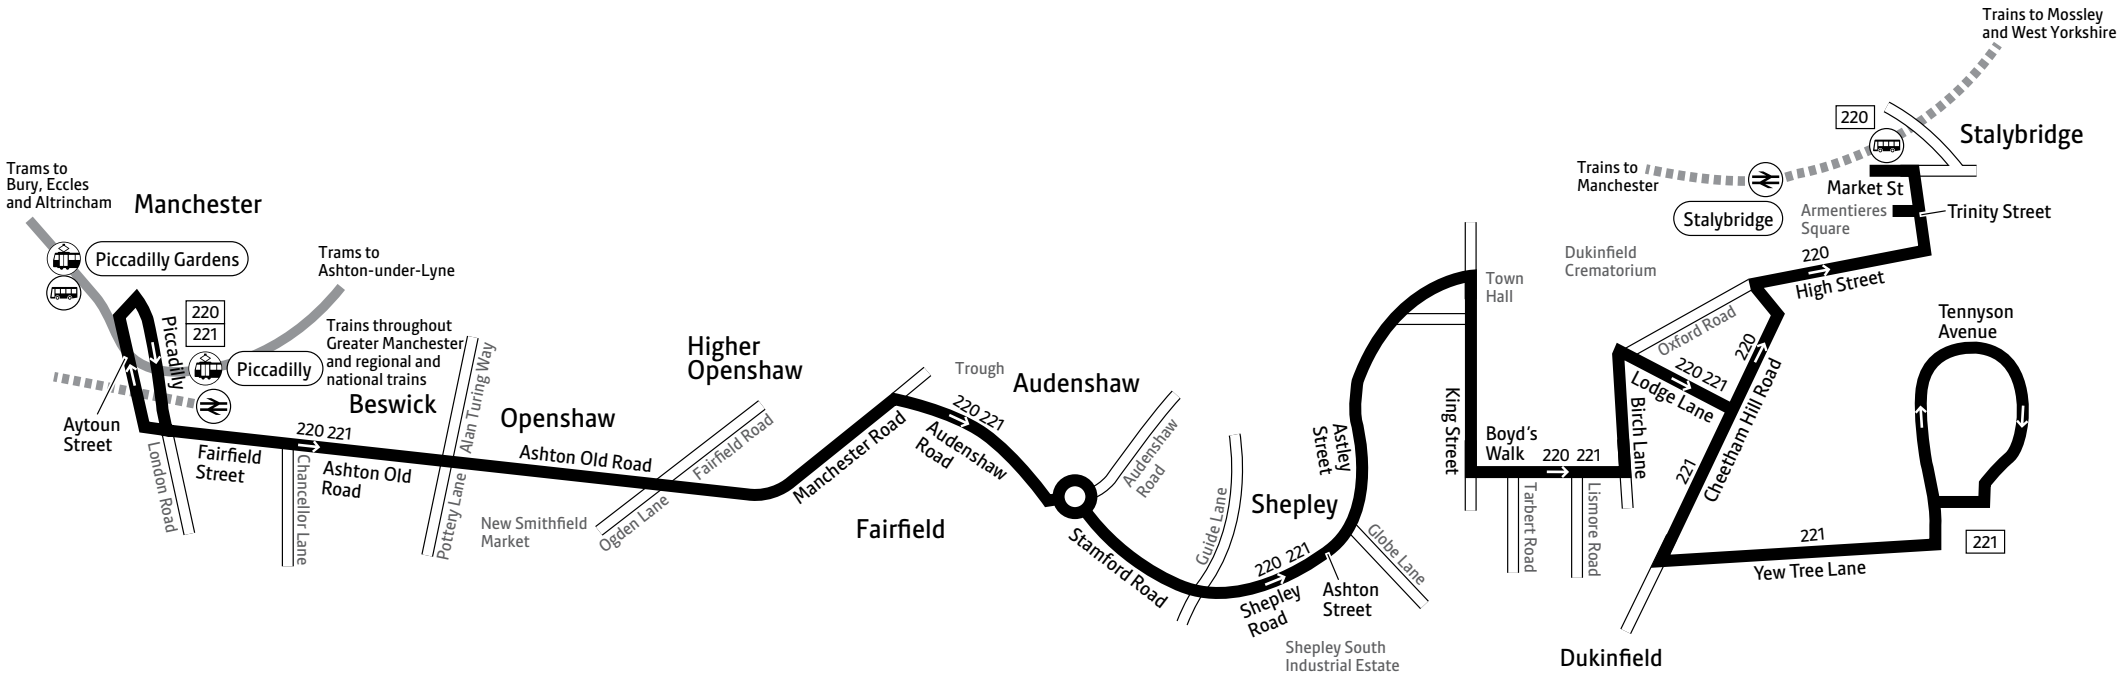 Trains to Mossley
and West Yorkshire
220
Stalybridge
Trains to
Manchester
Market St
Stalybridge
Armentieres
Square
Trinity Street
Trams to
Bury, Eccles
and Altrincham
Manchester
Piccadilly Gardens
Trams to
Ashton-under-Lyne
Piccadilly
220
221
Trains throughout
Greater Manchester
and regional and
national trains
Piccadilly
Aytoun
Street
London Road
Beswick
220 221
Fairfield
Street
Chancellor Lane
Ashton Old
Road
Alan Turing Way
Pottery Lane
Openshaw
Ashton Old Road
New Smithfield
Market
Higher
Openshaw
Fairfield Road
Ogden Lane
Manchester Road
Trough
Audenshaw
220 221
Audenshaw
Road
Audenshaw
Road
Fairfield
Stamford Road
Guide Lane
Shepley
220 221
Shepley
Road
Ashton
Street
Globe Lane
Shepley South
Industrial Estate
Astley
Street
Town
Hall
King Street
Boyd's
Walk
220 221
Tarbert Road
Lismore Road
Dukinfield
Crematorium
Birch Lane
Oxford Road
220 221
Lodge Lane
220
Cheetham Hill Road
221
220
High Street
Tennyson
Avenue
221
Yew Tree Lane
221
Dukinfield